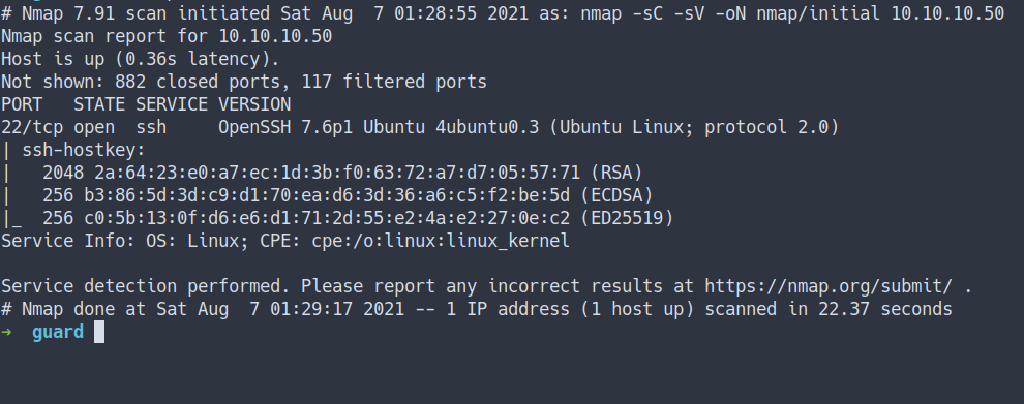 # Nmap 7.91 scan initiated Sat Aug  7 01:28:55 2021 as: nmap -sC -sV -oN nmap/initial 10.10.10.50
Nmap scan report for 10.10.10.50
Host is up (0.36s latency).
Not shown: 882 closed ports, 117 filtered ports
PORT   STATE SERVICE VERSION
22/tcp open  ssh     OpenSSH 7.6p1 Ubuntu 4ubuntu0.3 (Ubuntu Linux; protocol 2.0)
| ssh-hostkey:
|   2048 2a:64:23:e0:a7:ec:1d:3b:f0:63:72:a7:d7:05:57:71 (RSA)
|   256 b3:86:5d:3d:c9:d1:70:ea:d6:3d:36:a6:c5:f2:be:5d (ECDSA)
|_  256 c0:5b:13:0f:d6:e6:d1:71:2d:55:e2:4a:e2:27:0e:c2 (ED25519)
Service Info: OS: Linux; CPE: cpe:/o:linux:linux_kernel
Service detection performed. Please report any incorrect results at https://nmap.org/submit/ .
# Nmap done at Sat Aug  7 01:29:17 2021 -- 1 IP address (1 host up) scanned in 22.37 seconds
→  guard